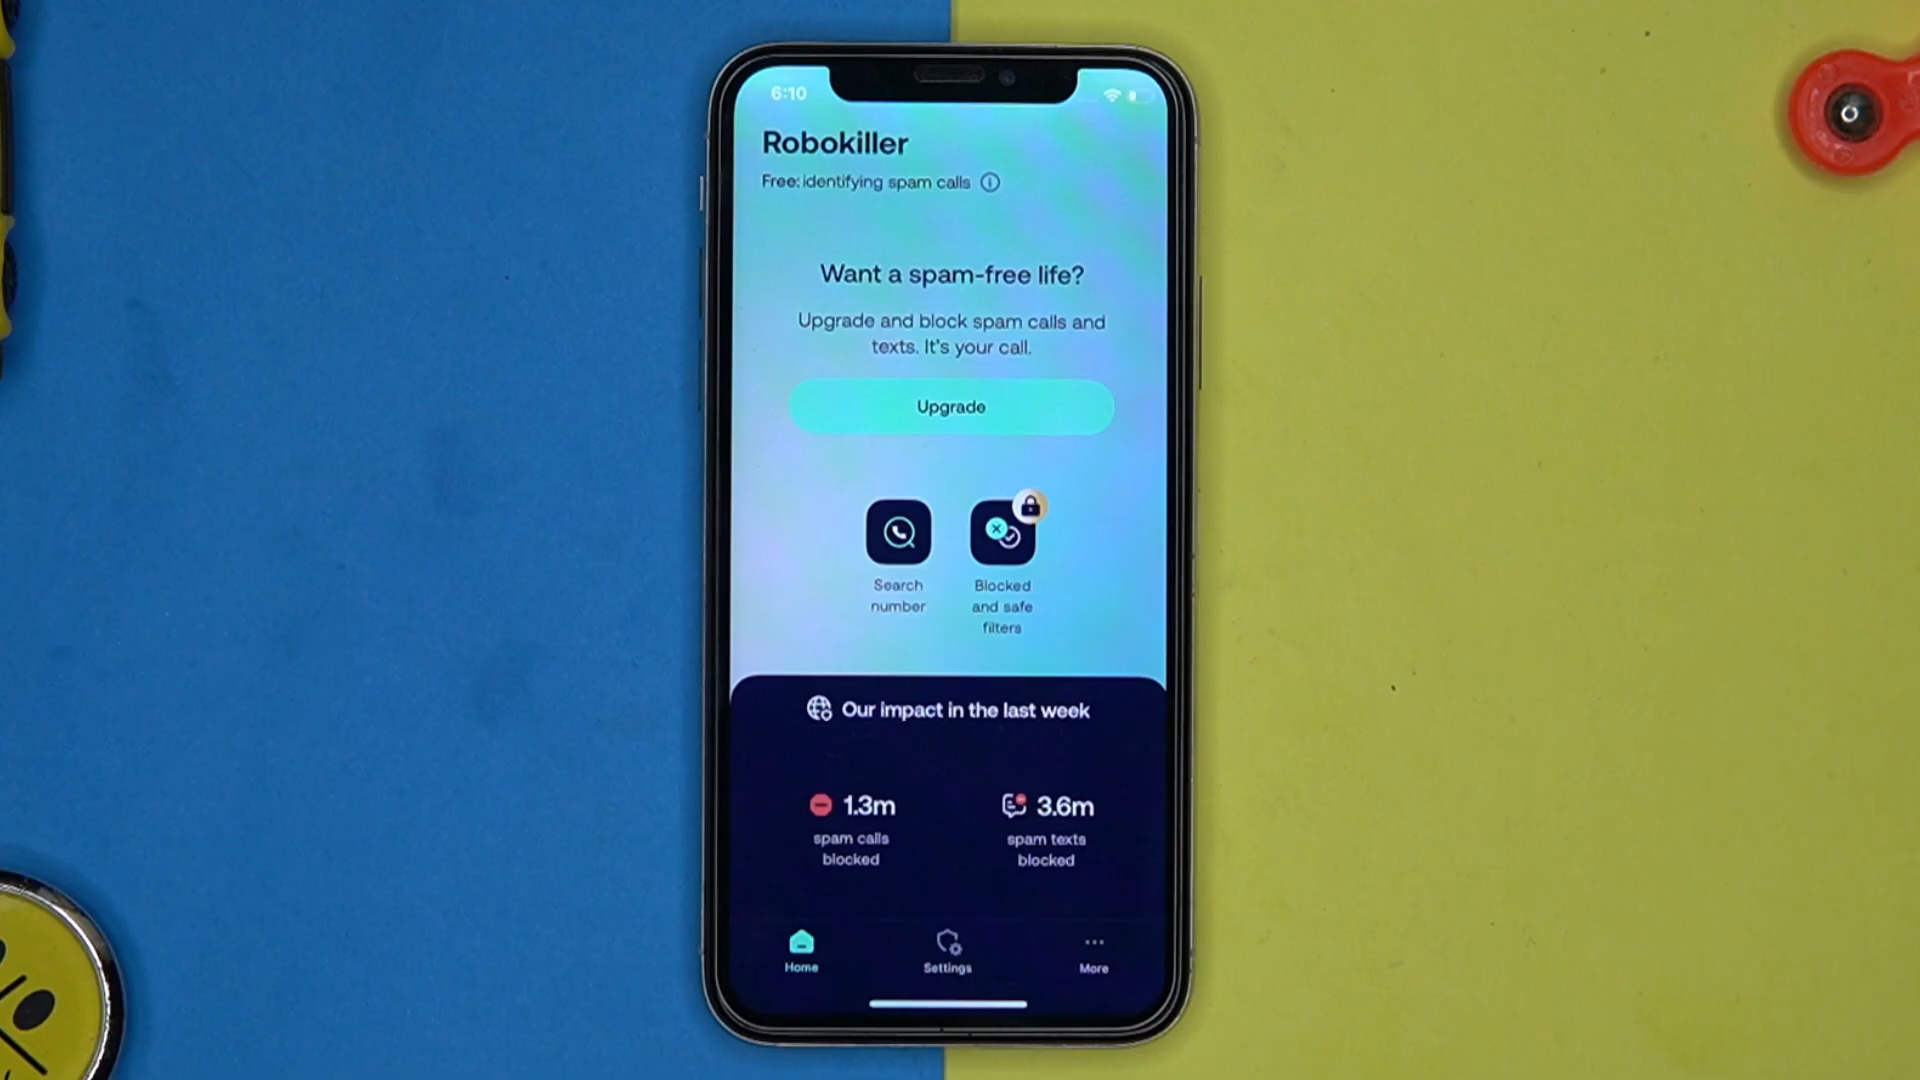 6:10
Robokiller
Free: identifying spam calls
Want a spam-free life?
Upgrade and block spam calls and
texts. It's your call.
Upgrade
Search
number
Blocked
and safe
filters
Our impact in the last week
1.3m
spam calls
blocked
3.6m
spam texts
blocked
Home
Settings
More